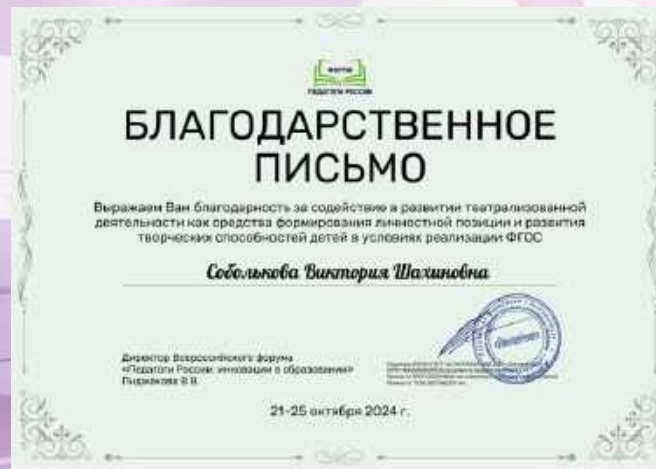 ФОРУМ
ПЕДАГОГИ РОССИИ
БЛАГОДАРСТВЕННОЕ
ПИСЬМО
Выражаем Вам благодарность за содействие в развитии театрализованной
деятельности как средства формирования личностной позиции и развития
творческих способностей детей в условиях реализации ФГОС
Соболькова Виктория Шахиновна
Директор Всероссийского форума
«Педагоги России: инновации в образовании»
В.В.
21-25 октября 2024 г.